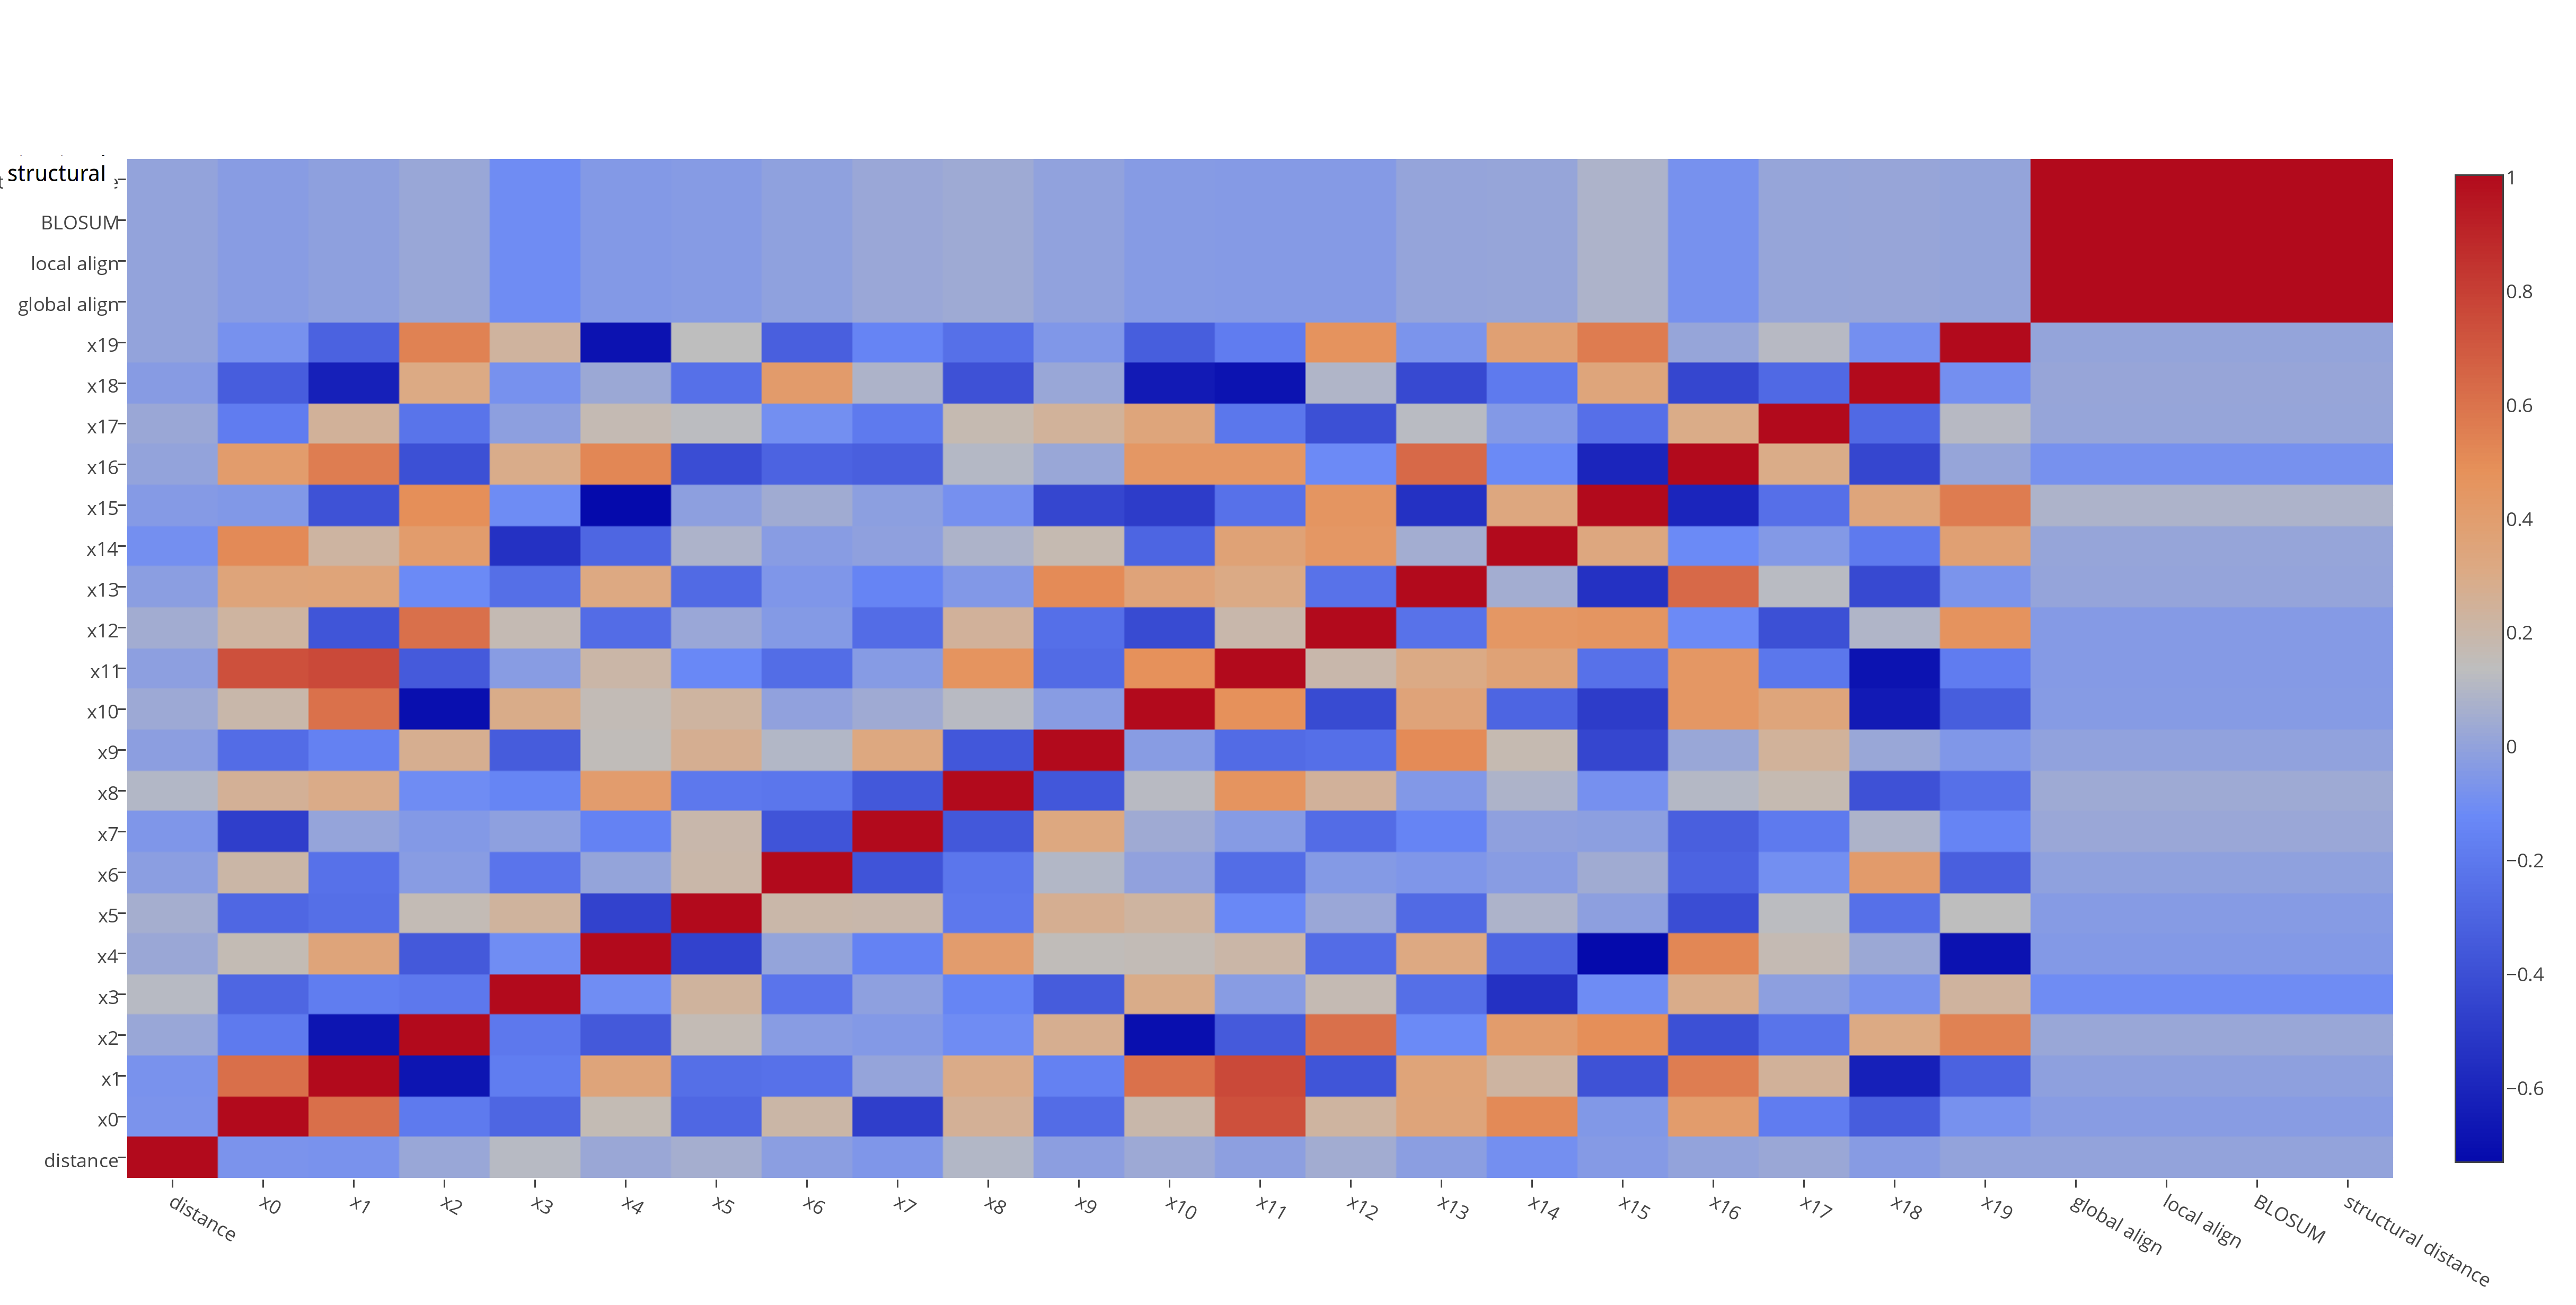 structural
BLOSUM
local align
global align
x19
x18
x17
x16
x15
x14
x13
x12
x11
x10
x9
x8
x7
x6
x5
x4
x3
x2
x1
x0
distance
distance
x0
x1
x2
x3
x4
x5
x6
x7
x8
x9
x10
x11
x12
x13
x14
x15
x16
x17
x18
x19
global align
local align
BLOSUM
structural distance
1
0.8
0.6
0.4
0.2
0
−0.2
−0.4
−0.6